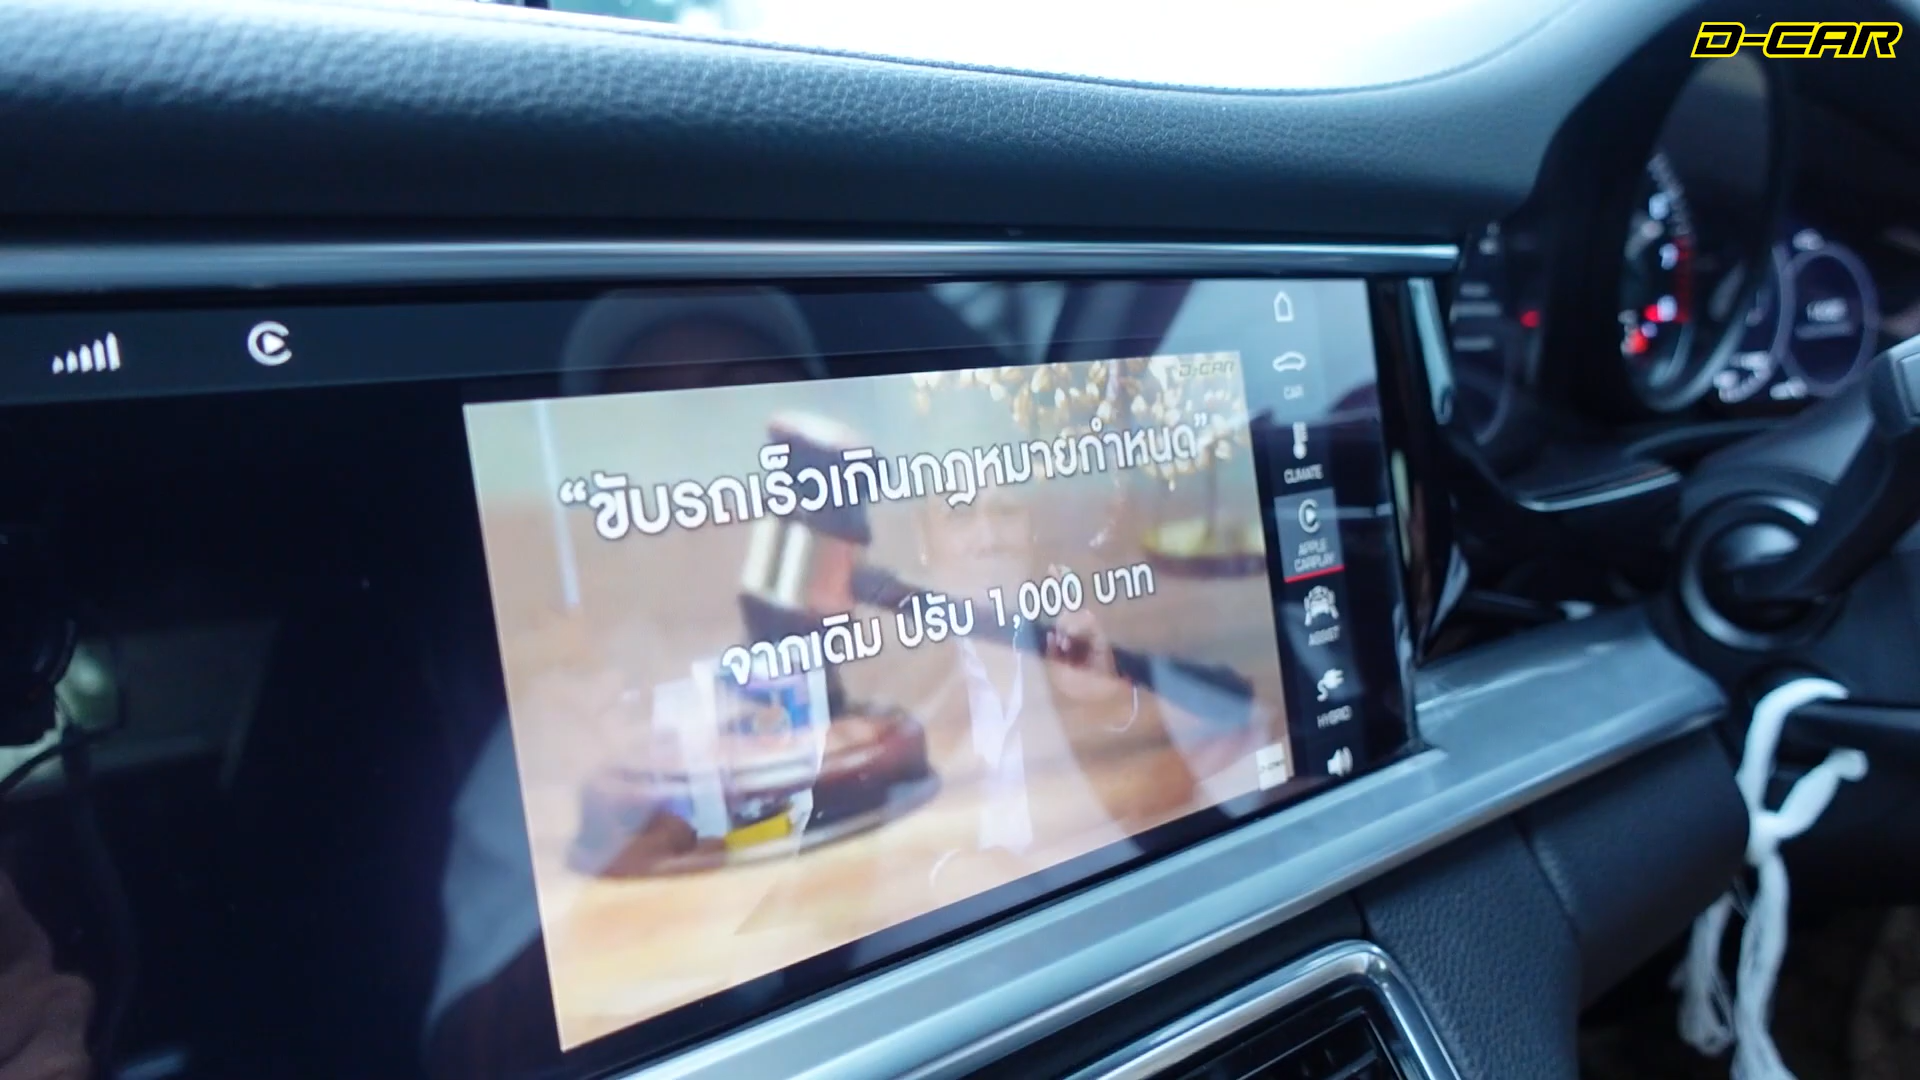 D-CAR
D-CAR
“ขับรถเร็วเกินกฎหมายกำหนด”
จากเดิม ปรับ 1,000 บาท
CAR
CLIMATE
APPLE
CARPLAY
ASSIST
HYBRID